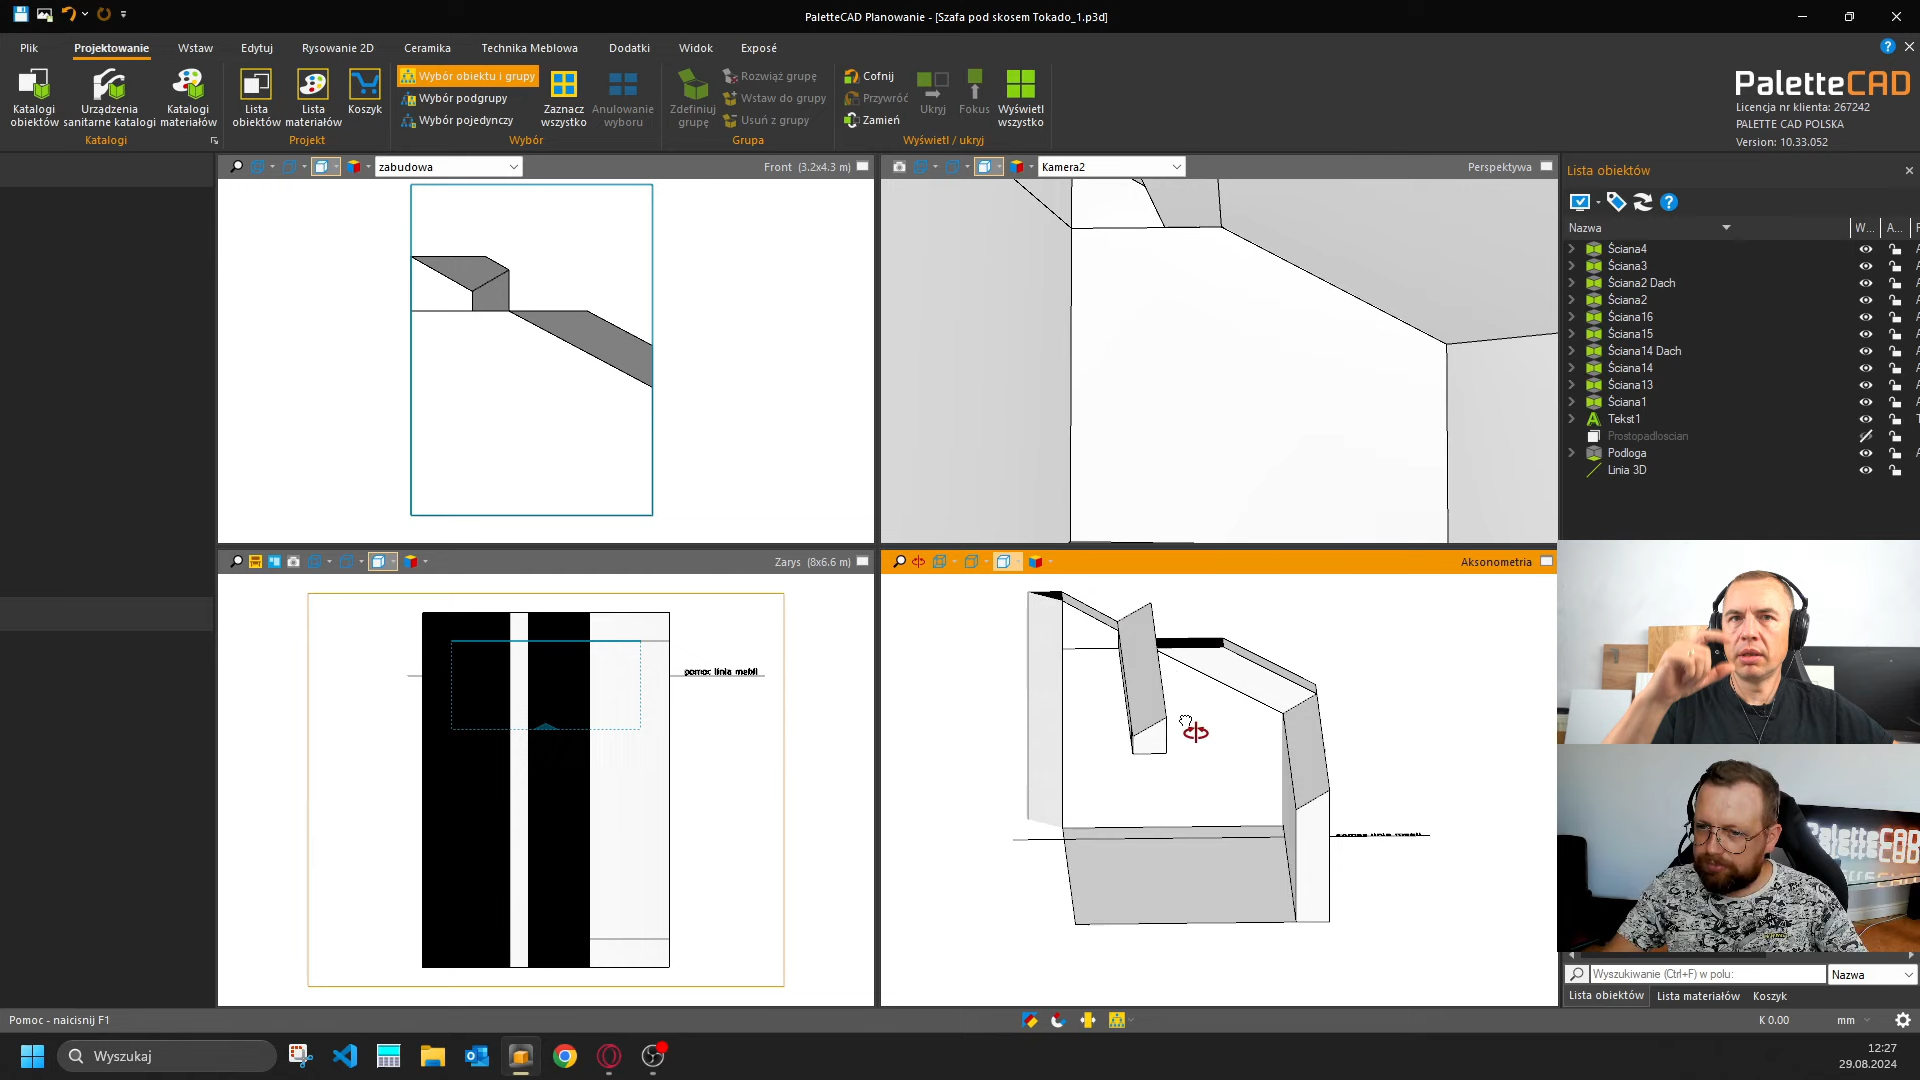 PaletteCAD Planowanie - [Szafa pod skosem Tokado_1.p3d]
Plik Projektowanie Wstaw Edytuj Rysowanie 2D Ceramika Technika Meblowa Dodatki Widok Exposé
Katalogi obiektów
Urządzenia sanitarne katalogi
Katalogi materiałów
Katalogi
Lista obiektów
Lista materiałów
Koszyk
Projekt
Wybór obiektu i grupy
Wybór podgrupy
Wybór pojedynczy
Zaznacz wszystko
Anulowanie wyboru
Wybór
Zdefiniuj grupę
Rozwiąż grupę
Wstaw do grupy
Usuń z grupy
Grupa
Cofnij
Przywróć
Zamień
Ukryj
Fokus
Wyświetl wszystko
Wyświetl / ukryj
PaletteCAD
Licencja nr klienta: 267242
PALETTE CAD POLSKA
Version: 10.33.052
zabudowa
Front (3.2x4.3 m)
Kamera2
Perspektywa
Zarys (8x6.6 m)
pomoc linia mebli
Aksonometria
Lista obiektów
Nazwa W... A...
Ściana4
Ściana3
Ściana2 Dach
Ściana2
Ściana16
Ściana15
Ściana14 Dach
Ściana14
Ściana13
Ściana1
Tekst1
Prostopadloscian
Podloga
Linia 3D
PaletteCAD
Wyszukiwanie (Ctrl+F) w polu:
Nazwa
Lista obiektów Lista materiałów Koszyk
Pomoc - naicisnij F1
K 0.00
mm
Wyszukaj
12:27
29.08.2024